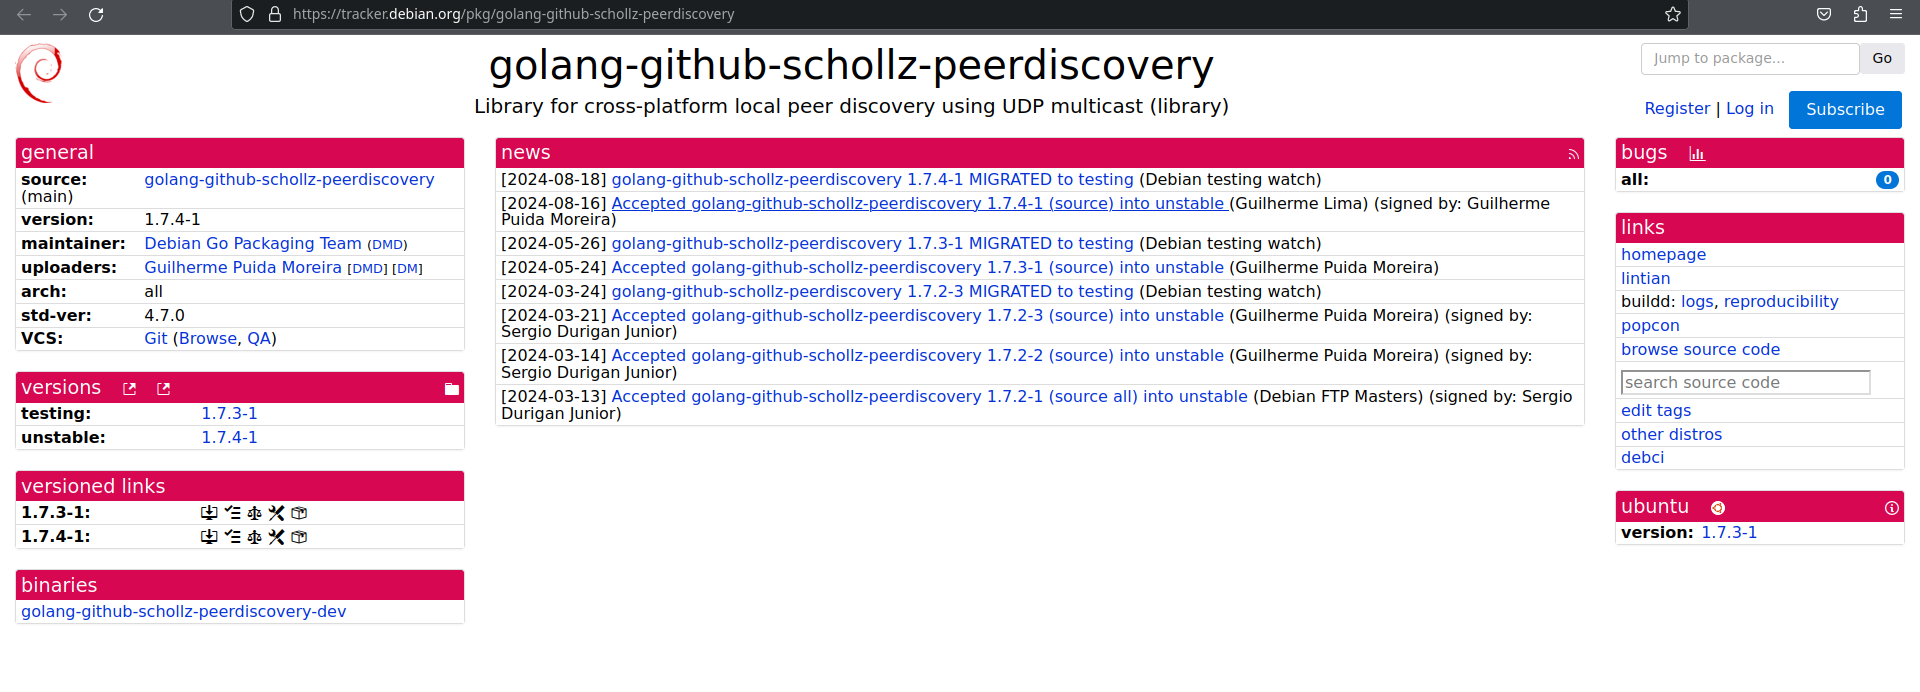 https://tracker.debian.org/pkg/golang-github-schollz-peerdiscovery
golang-github-schollz-peerdiscovery
Library for cross-platform local peer discovery using UDP multicast (library)
Jump to package...
Go
Register | Log in
Subscribe
general
source: golang-github-schollz-peerdiscovery
(main)
version: 1.7.4-1
maintainer: Debian Go Packaging Team (DMD)
uploaders: Guilherme Puida Moreira [DMD] [DM]
arch: all
std-ver: 4.7.0
VCS: Git (Browse, QA)
versions
testing: 1.7.3-1
unstable: 1.7.4-1
versioned links
1.7.3-1:
1.7.4-1:
binaries
golang-github-schollz-peerdiscovery-dev
news
[2024-08-18] golang-github-schollz-peerdiscovery 1.7.4-1 MIGRATED to testing (Debian testing watch)
[2024-08-16] Accepted golang-github-schollz-peerdiscovery 1.7.4-1 (source) into unstable (Guilherme Lima) (signed by: Guilherme
Puida Moreira)
[2024-05-26] golang-github-schollz-peerdiscovery 1.7.3-1 MIGRATED to testing (Debian testing watch)
[2024-05-24] Accepted golang-github-schollz-peerdiscovery 1.7.3-1 (source) into unstable (Guilherme Puida Moreira)
[2024-03-24] golang-github-schollz-peerdiscovery 1.7.2-3 MIGRATED to testing (Debian testing watch)
[2024-03-21] Accepted golang-github-schollz-peerdiscovery 1.7.2-3 (source) into unstable (Guilherme Puida Moreira) (signed by:
Sergio Durigan Junior)
[2024-03-14] Accepted golang-github-schollz-peerdiscovery 1.7.2-2 (source) into unstable (Guilherme Puida Moreira) (signed by:
Sergio Durigan Junior)
[2024-03-13] Accepted golang-github-schollz-peerdiscovery 1.7.2-1 (source all) into unstable (Debian FTP Masters) (signed by: Sergio
Durigan Junior)
bugs
all: 0
links
homepage
lintian
buildd: logs, reproducibility
popcon
browse source code
search source code
edit tags
other distros
debci
ubuntu
version: 1.7.3-1